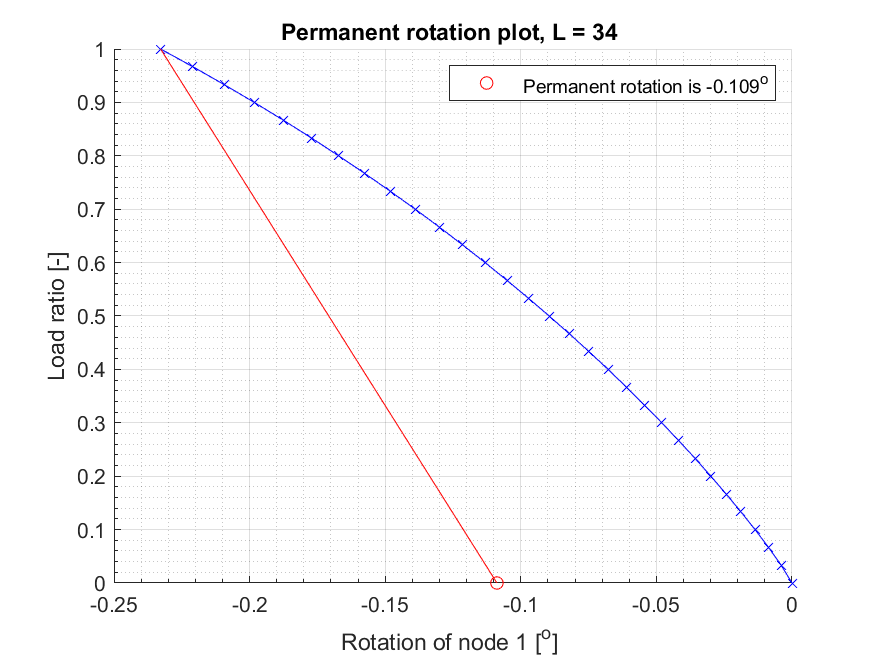 Permanent rotation plot, L = 34
Permanent rotation is -0.109°
Load ratio [-]
1
0.9
0.8
0.7
0.6
0.5
0.4
0.3
0.2
0.1
0
-0.25 -0.2 -0.15 -0.1 -0.05 0
Rotation of node 1 [°]